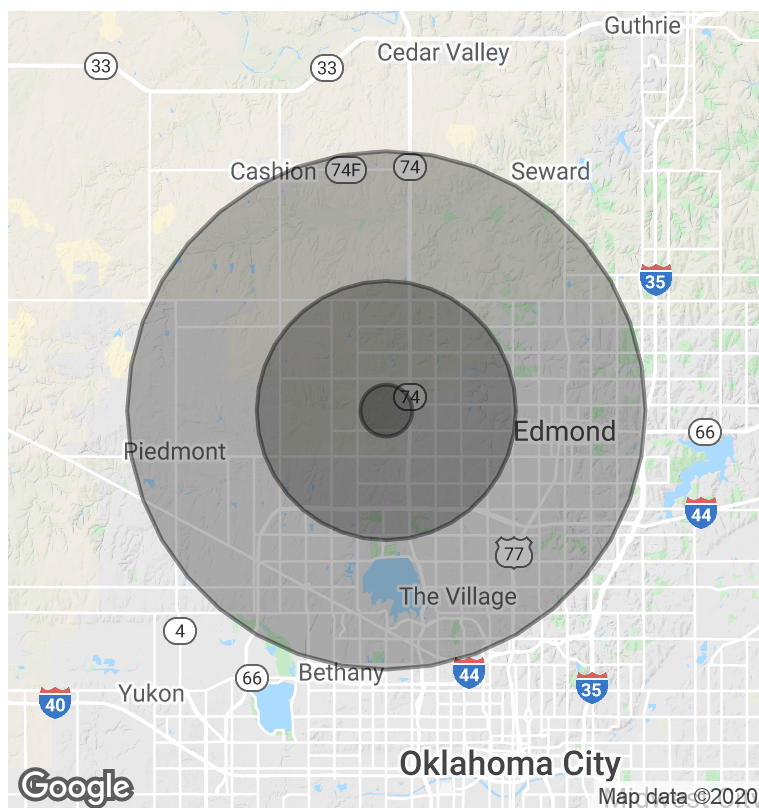 Guthrie
Cedar Valley
33
33
Cashion
74F
74
Seward
35
74
Edmond
66
Piedmont
44
77
The Village
4
Bethany
66
44
35
Yukon
40
Oklahoma City
Google
Map data ©2020